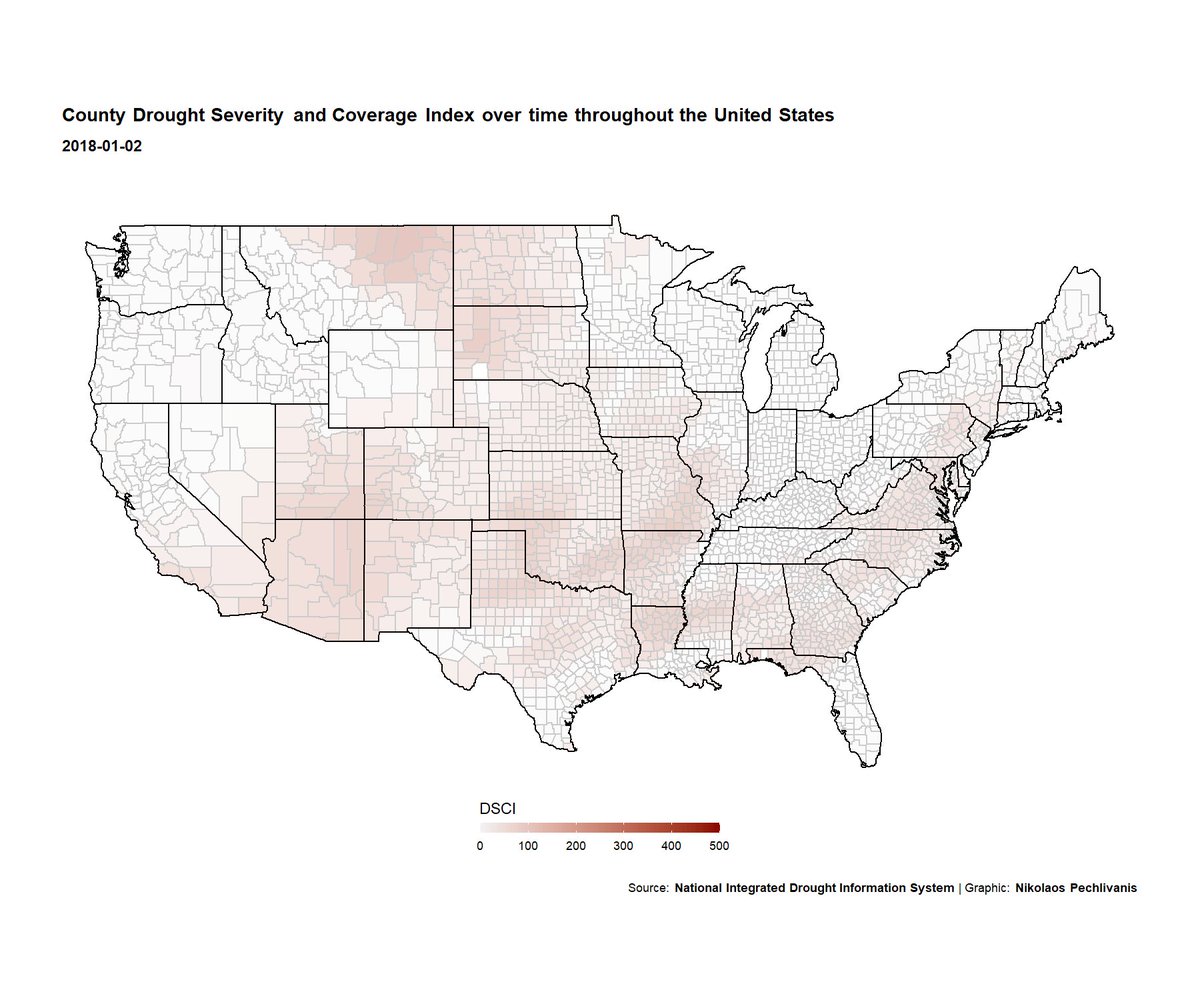 County Drought Severity and Coverage Index over time throughout the United States
2018-01-02
DSCI
0 100 200 300 400 500
Source: National Integrated Drought Information System | Graphic: Nikolaos Pechlivanis